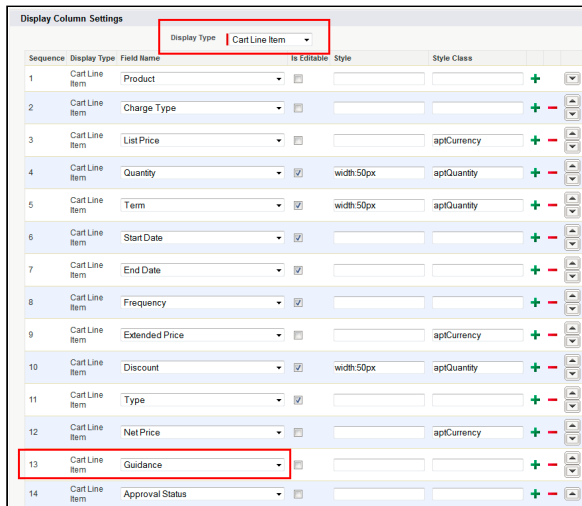 Display Column Settings
Display Type Cart Line Item
Sequence Display Type Field Name Is Editable Style Style Class
1 Cart Line Item Product
2 Cart Line Item Charge Type
3 Cart Line Item List Price aptCurrency
4 Cart Line Item Quantity width:50px aptQuantity
5 Cart Line Item Term width:50px aptQuantity
6 Cart Line Item Start Date
7 Cart Line Item End Date
8 Cart Line Item Frequency
9 Cart Line Item Extended Price aptCurrency
10 Cart Line Item Discount width:50px aptQuantity
11 Cart Line Item Type
12 Cart Line Item Net Price aptCurrency
13 Cart Line Item Guidance
14 Cart Line Item Approval Status